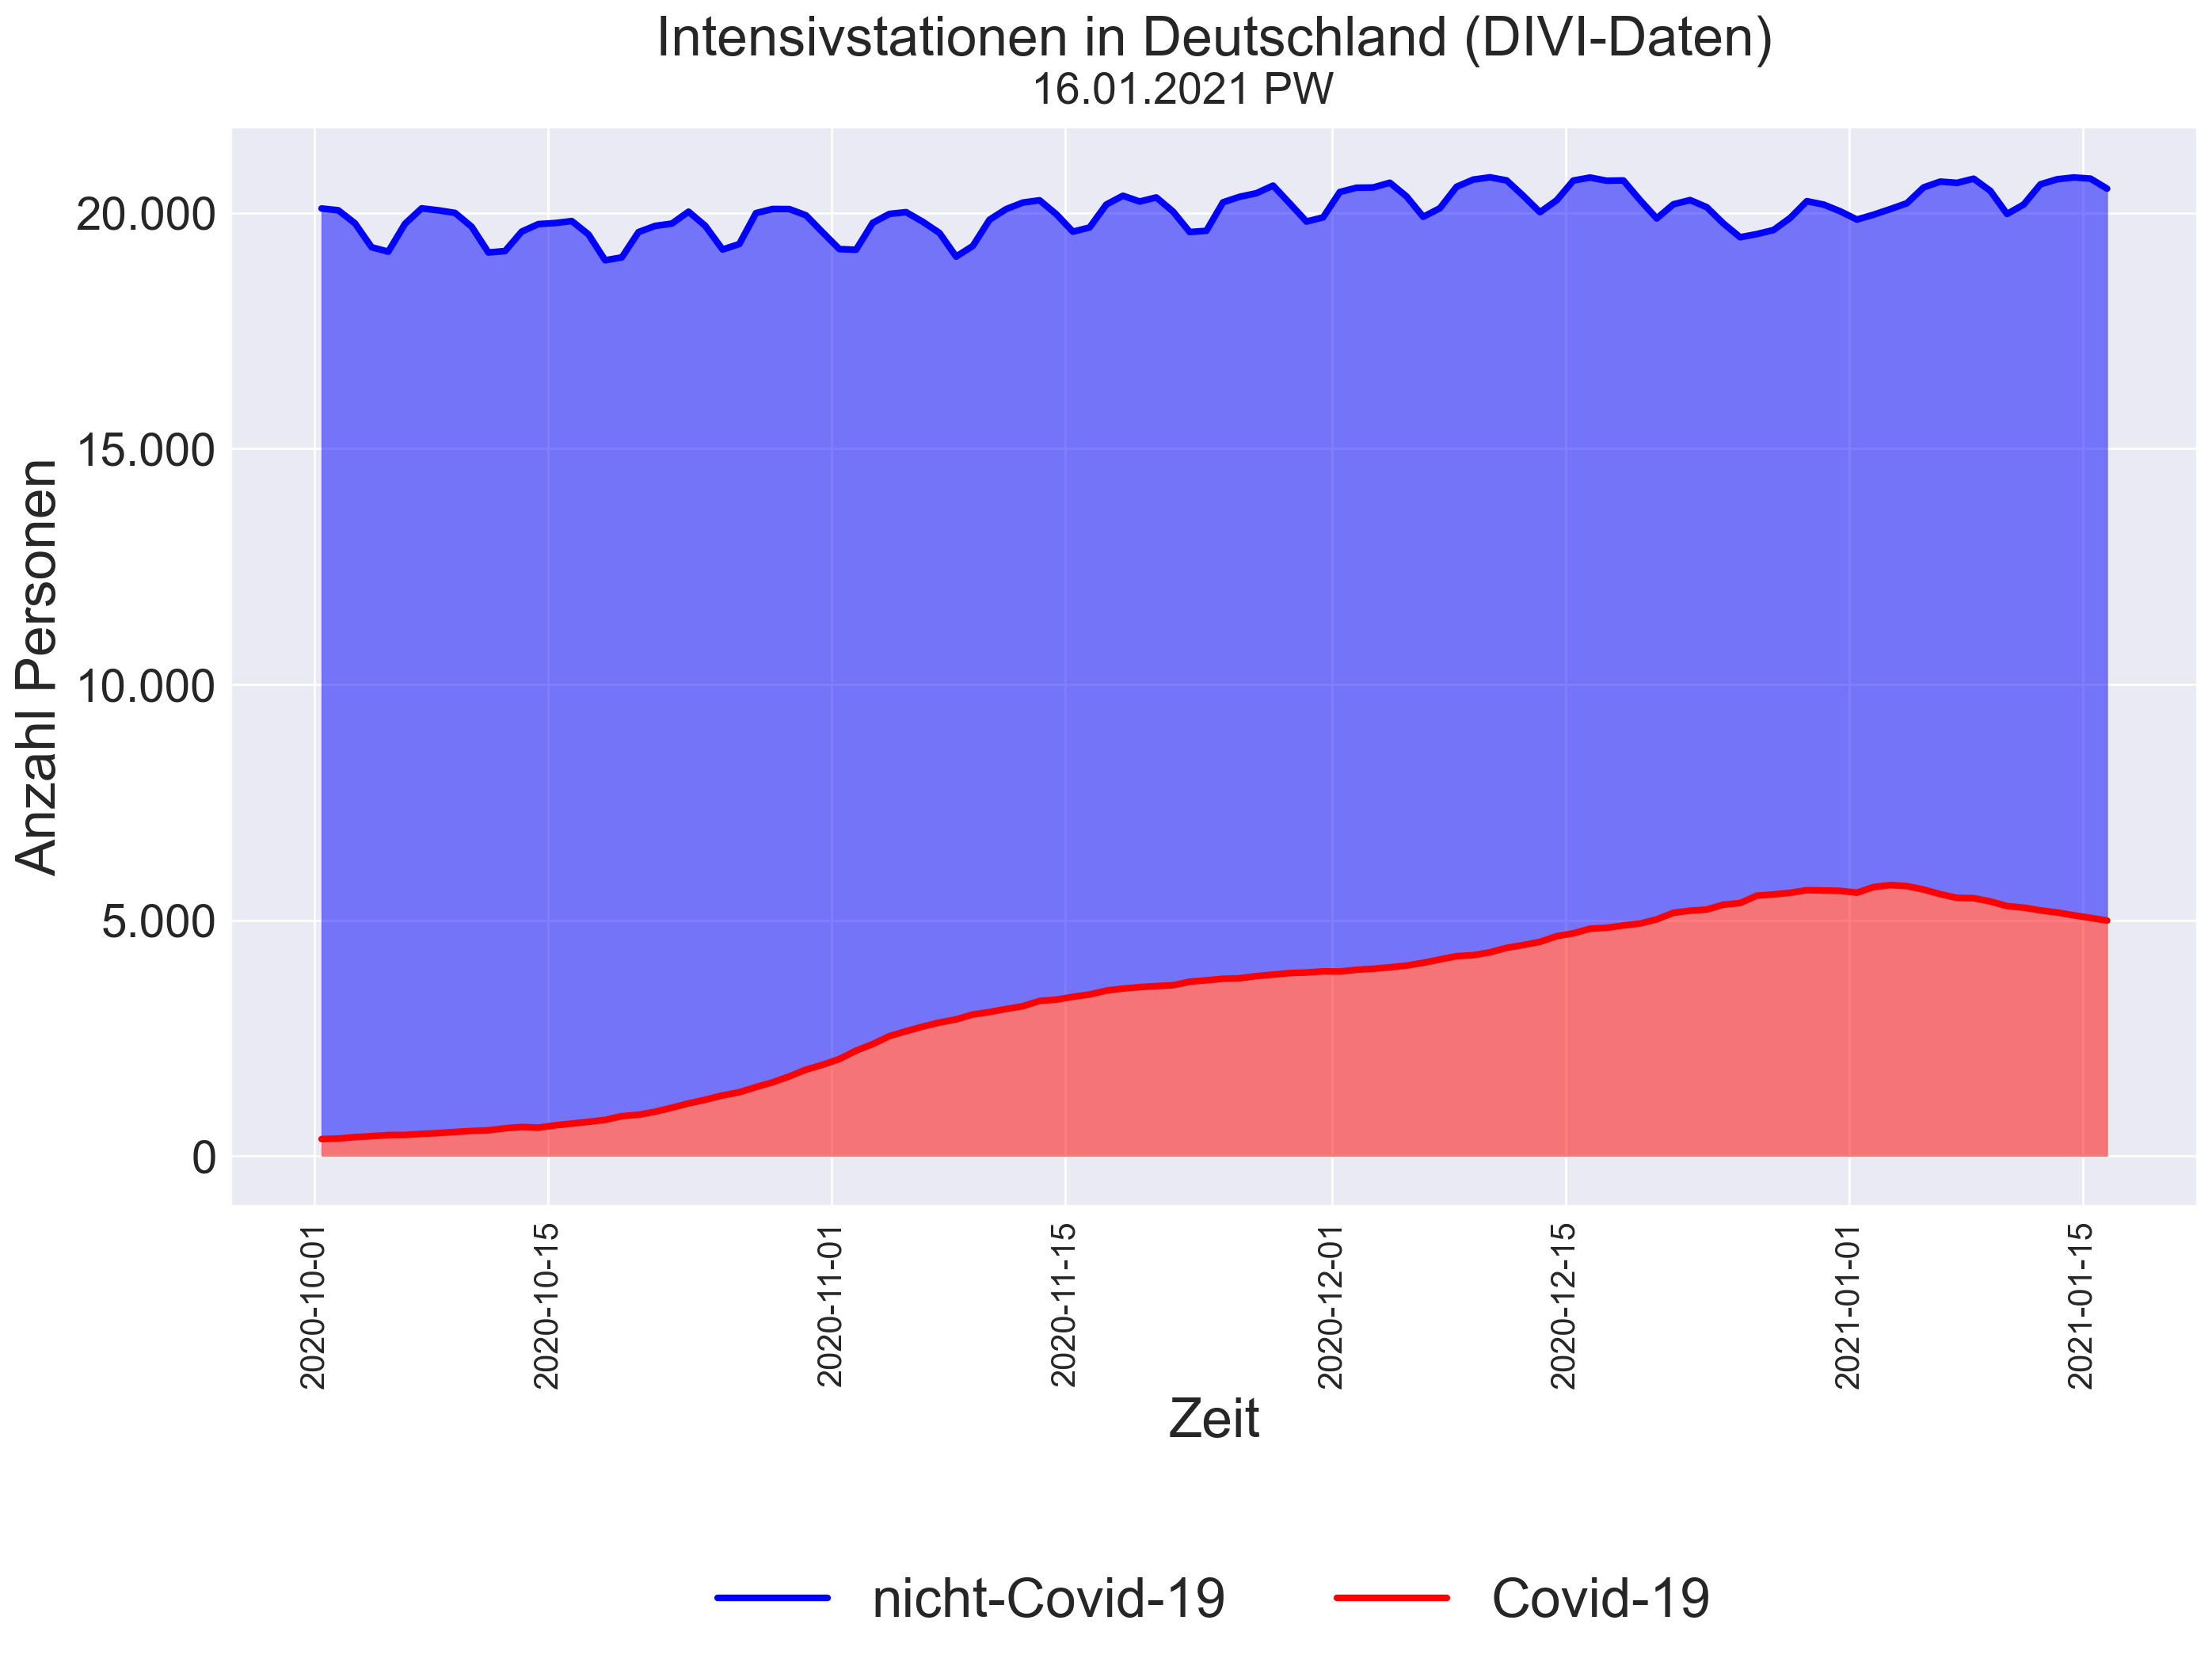 Intensivstationen in Deutschland (DIVI-Daten)
16.01.2021 PW
Anzahl Personen
20.000
15.000
10.000
5.000
0
2020-10-01
2020-10-15
2020-11-01
2020-11-15
2020-12-01
2020-12-15
2021-01-01
2021-01-15
Zeit
nicht-Covid-19
Covid-19